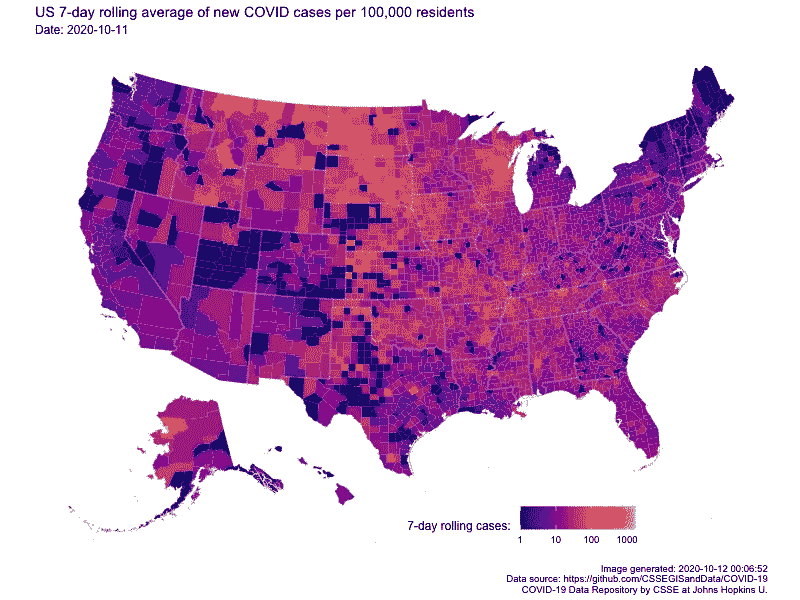 US 7-day rolling average of new COVID cases per 100,000 residents
Date: 2020-10-11
7-day rolling cases:
1 10 100 1000
Image generated: 2020-10-12 00:06:52
Data source: https://github.com/CSSEGISandData/COVID-19
COVID-19 Data Repository by CSSE at Johns Hopkins U.